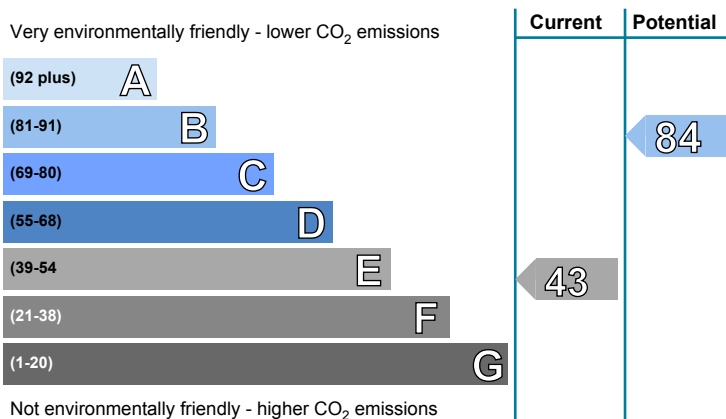 Current Potential
Very environmentally friendly - lower CO2 emissions
(92 plus) A
(81-91) B
84
(69-80) C
(55-68) D
(39-54 E
43
(21-38) F
(1-20) G
Not environmentally friendly - higher CO2 emissions